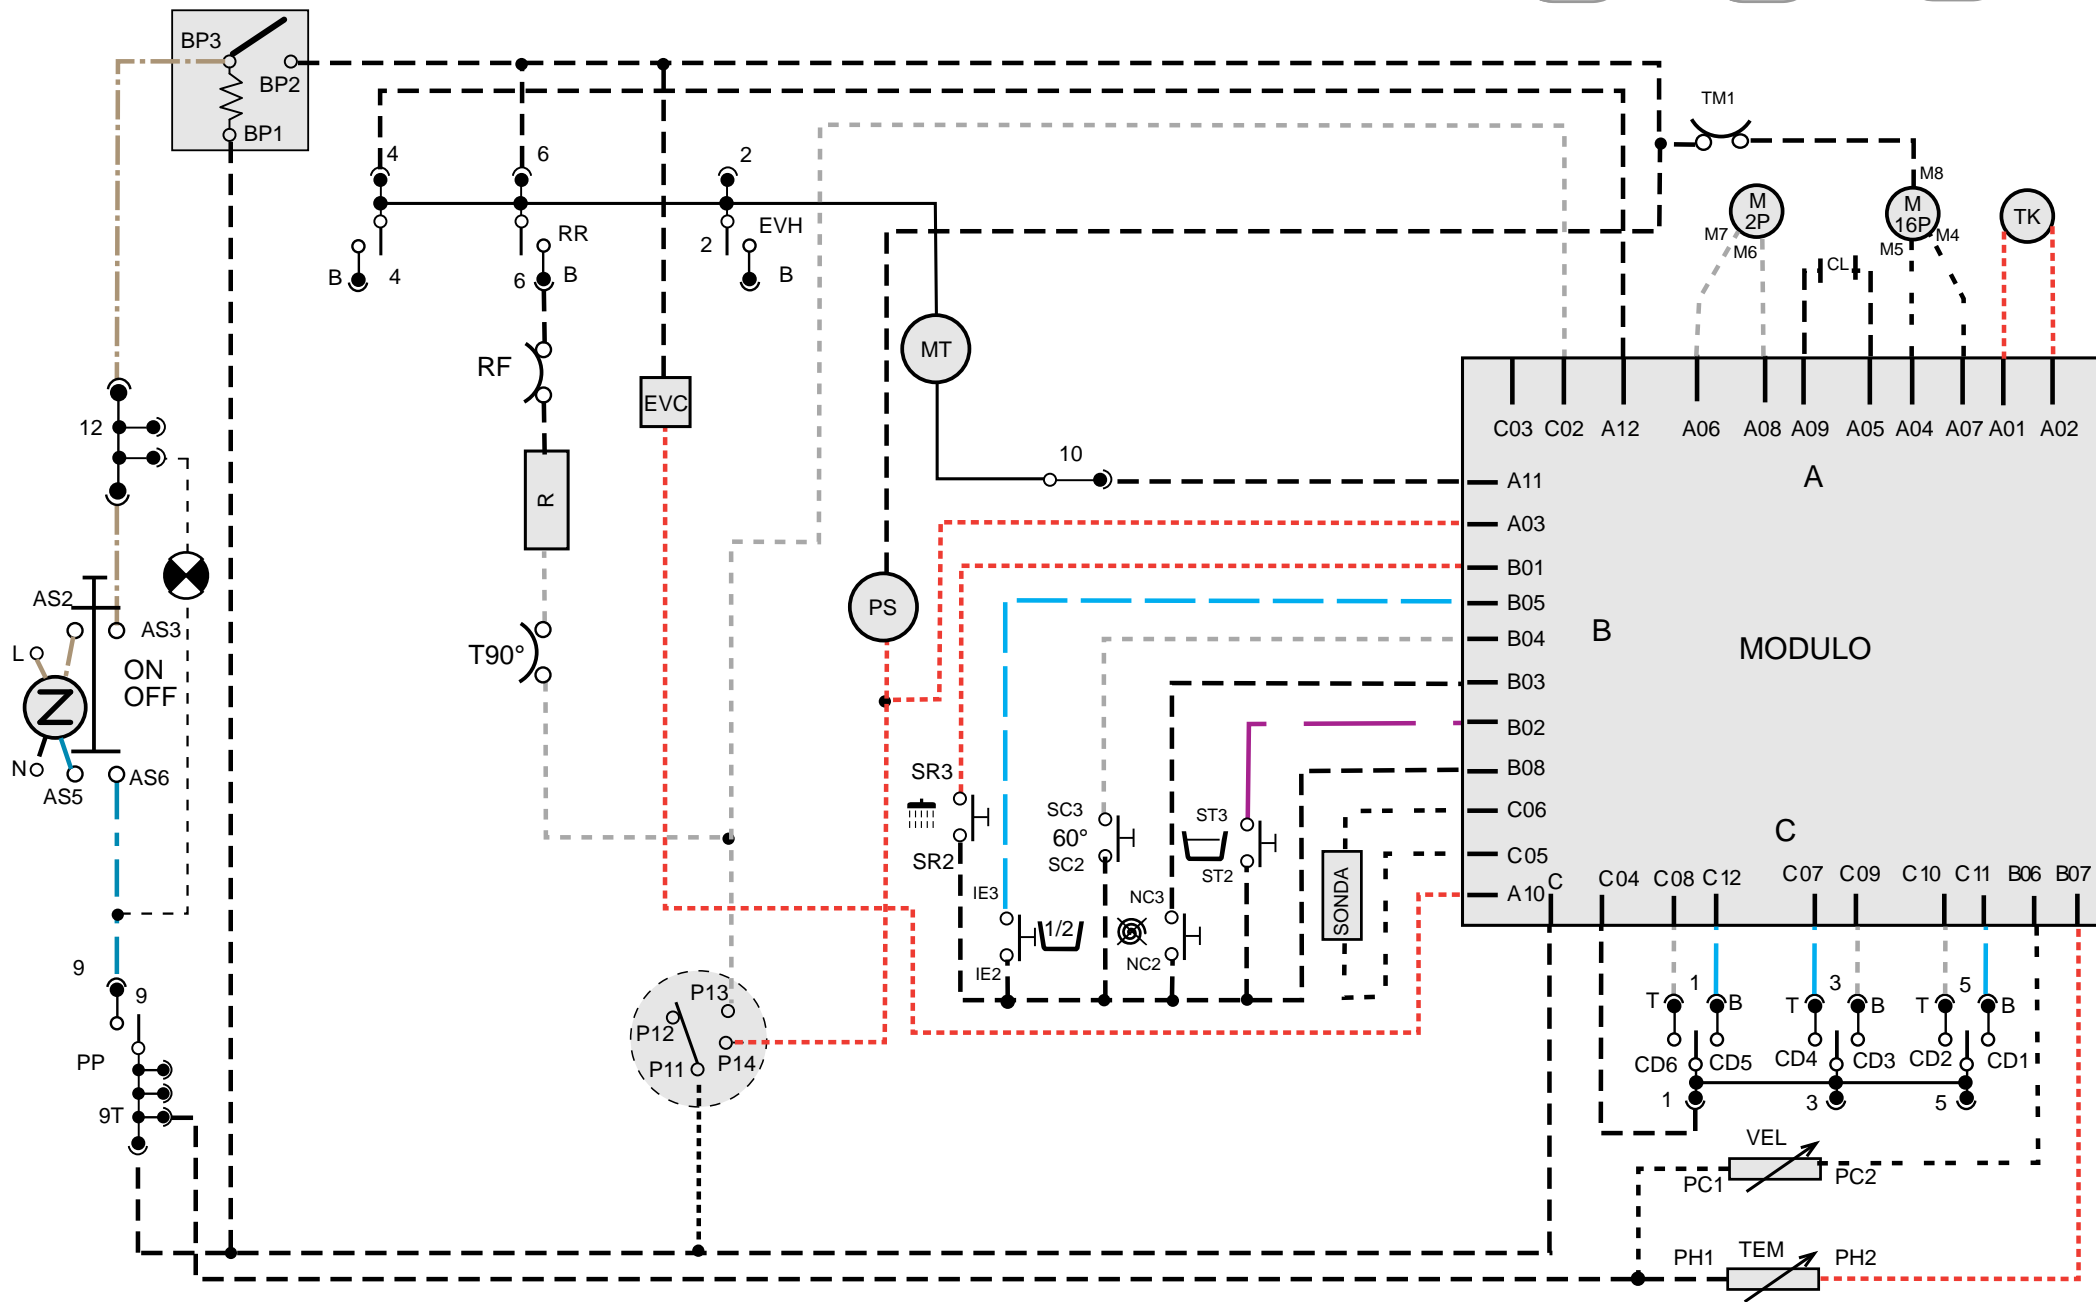 BP3
BP2
BP1
4
6
2
RR
EVH
2
B
4
6
B
B
TM1
M8
M
2P
M
16P
TK
M7
M6
M5
M4
CL
MT
RF
EVC
12
10
C03
C02
A12
A06
A08
A09
A05
A04
A07
A01
A02
A
A11
A03
B01
B05
B04
B03
B02
B08
C06
C05
A10
B
MODULO
C
R
T90°
PS
AS2
AS3
L
ON
OFF
Z
N
AS5
AS6
SR3
SR2
SC3
60°
SC2
ST3
ST2
IE3
1/2
IE2
NC3
NC2
SONDA
C
C04
C08
C12
C07
C09
C10
C11
B06
B07
9
9
PP
9T
P13
P12
P14
P11
T
1
B
T
3
B
T
5
B
CD6
CD5
CD4
CD3
CD2
CD1
1
3
5
VEL
PC1
PC2
PH1
TEM
PH2